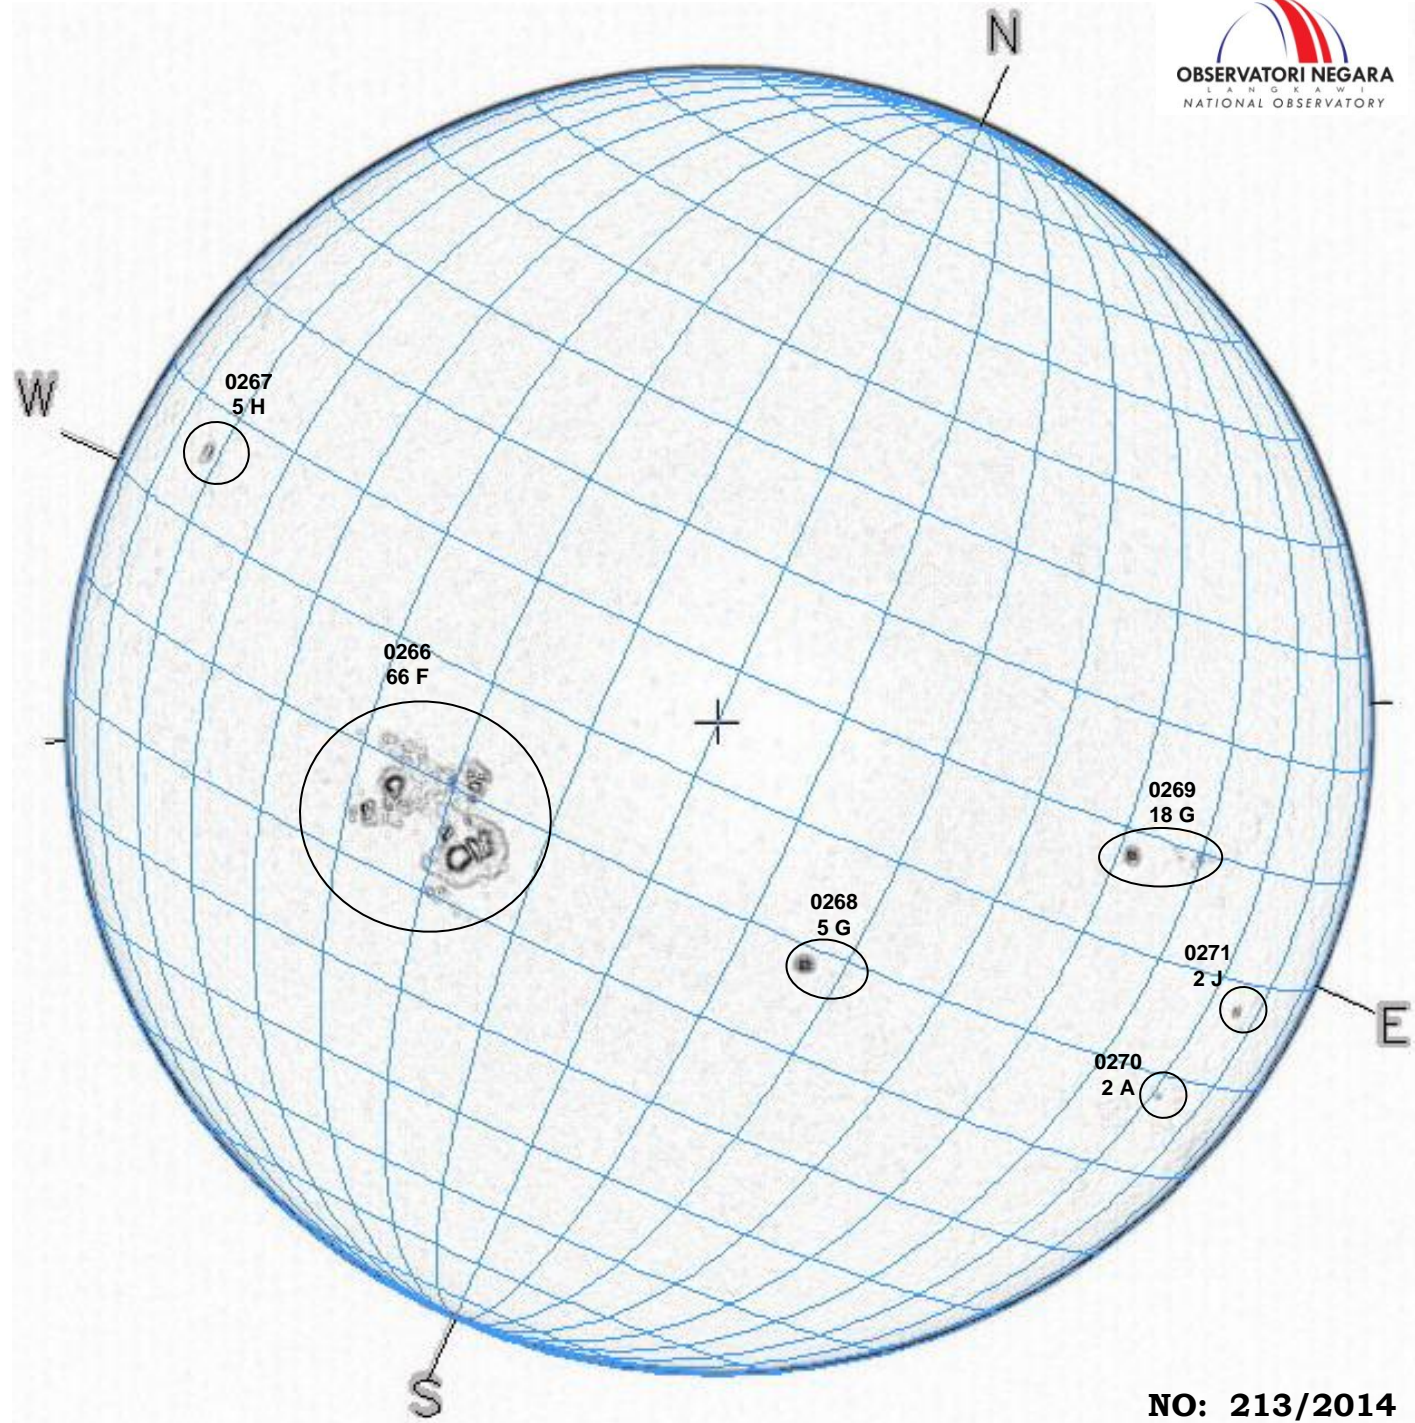 N
OBSERVATORI NEGARA
LANGKAWI
NATIONAL OBSERVATORY
W
0267
5 H
0266
66 F
0269
18 G
0268
5 G
0271
2 J
E
0270
2 A
S
NO: 213/2014